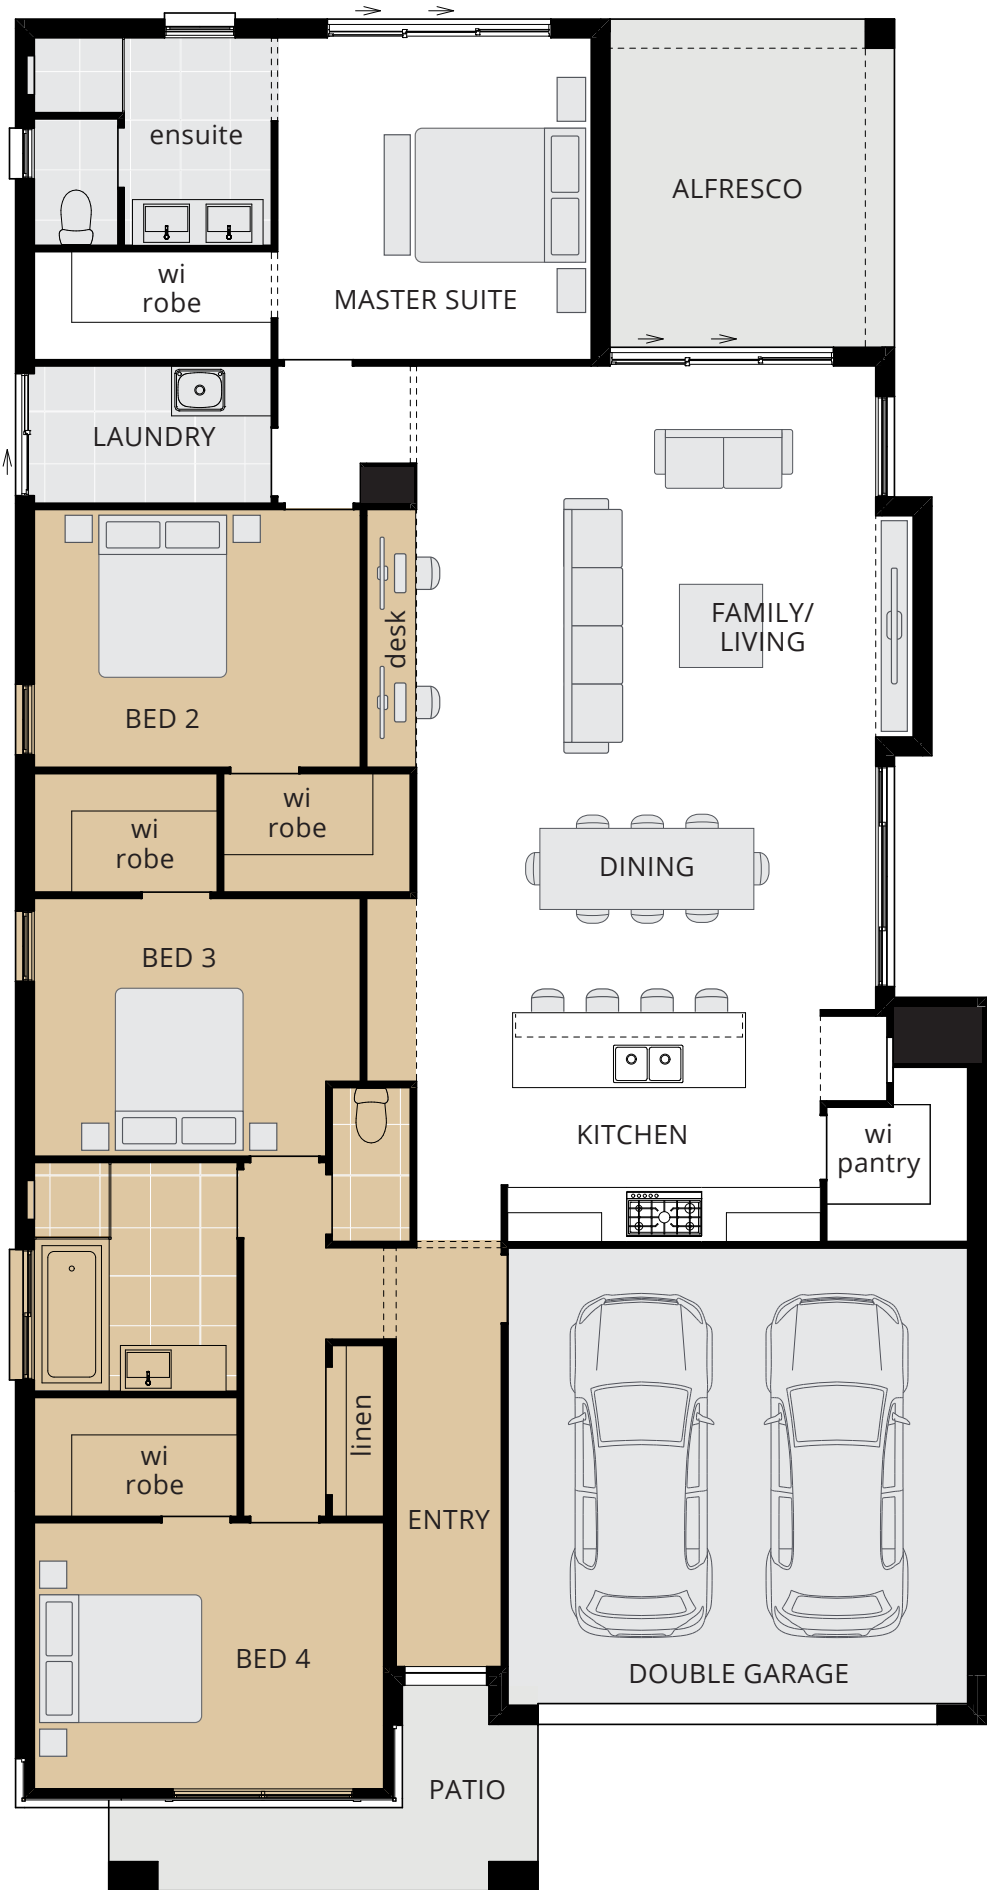 ensuite
ALFRESCO
wi
robe
MASTER SUITE
LAUNDRY
desk
FAMILY/
LIVING
BED 2
wi
robe
wi
robe
DINING
BED 3
KITCHEN
wi
pantry
linen
wi
robe
ENTRY
BED 4
DOUBLE GARAGE
PATIO